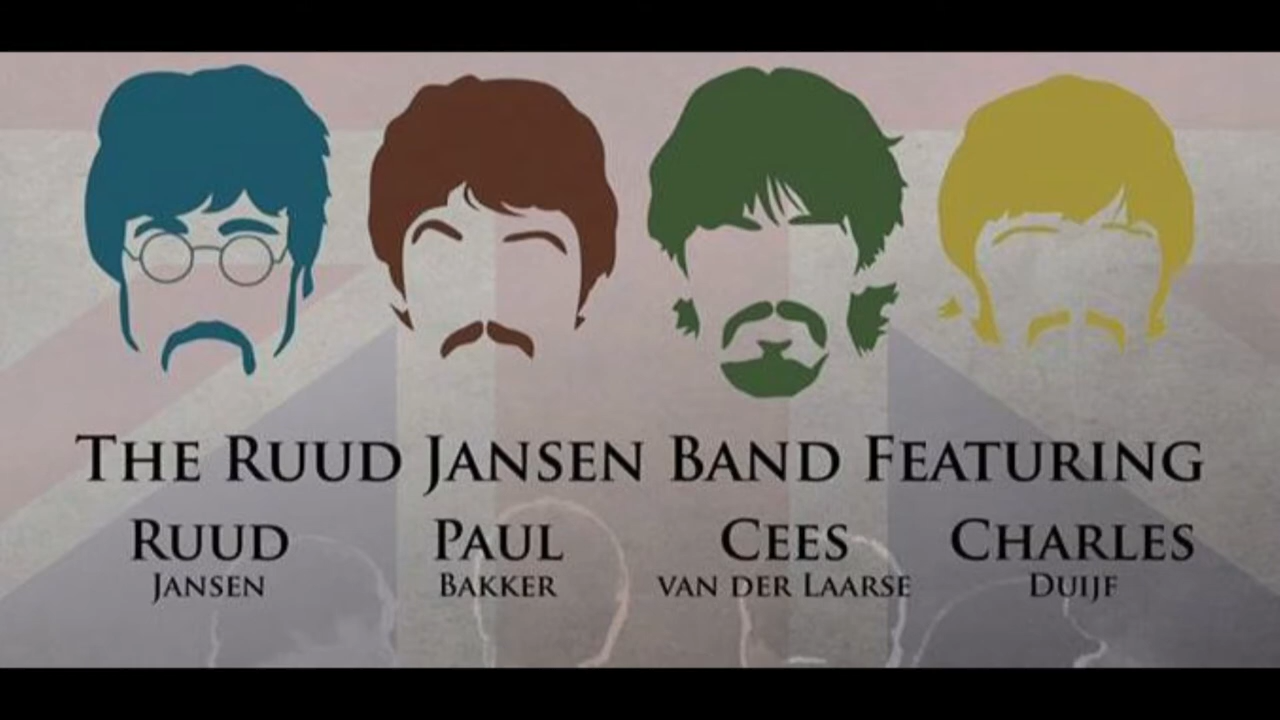 THE RUUD JANSEN BAND FEATURING
RUUD PAUL CEES CHARLES
JANSEN BAKKER VAN DER LAARSE DUIJF